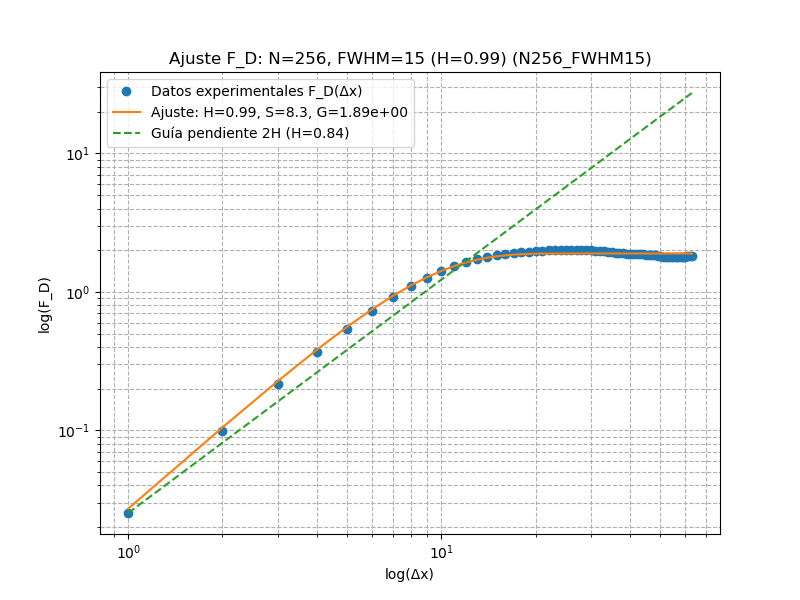 Ajuste F_D: N=256, FWHM=15 (H=0.99) (N256_FWHM15)
Datos experimentales F_D(Δx)
Ajuste: H=0.99, S=8.3, G=1.89e+00
Guía pendiente 2H (H=0.84)
log(F_D)
10¹
10⁰
10⁻¹
10⁰
10¹
log(Δx)